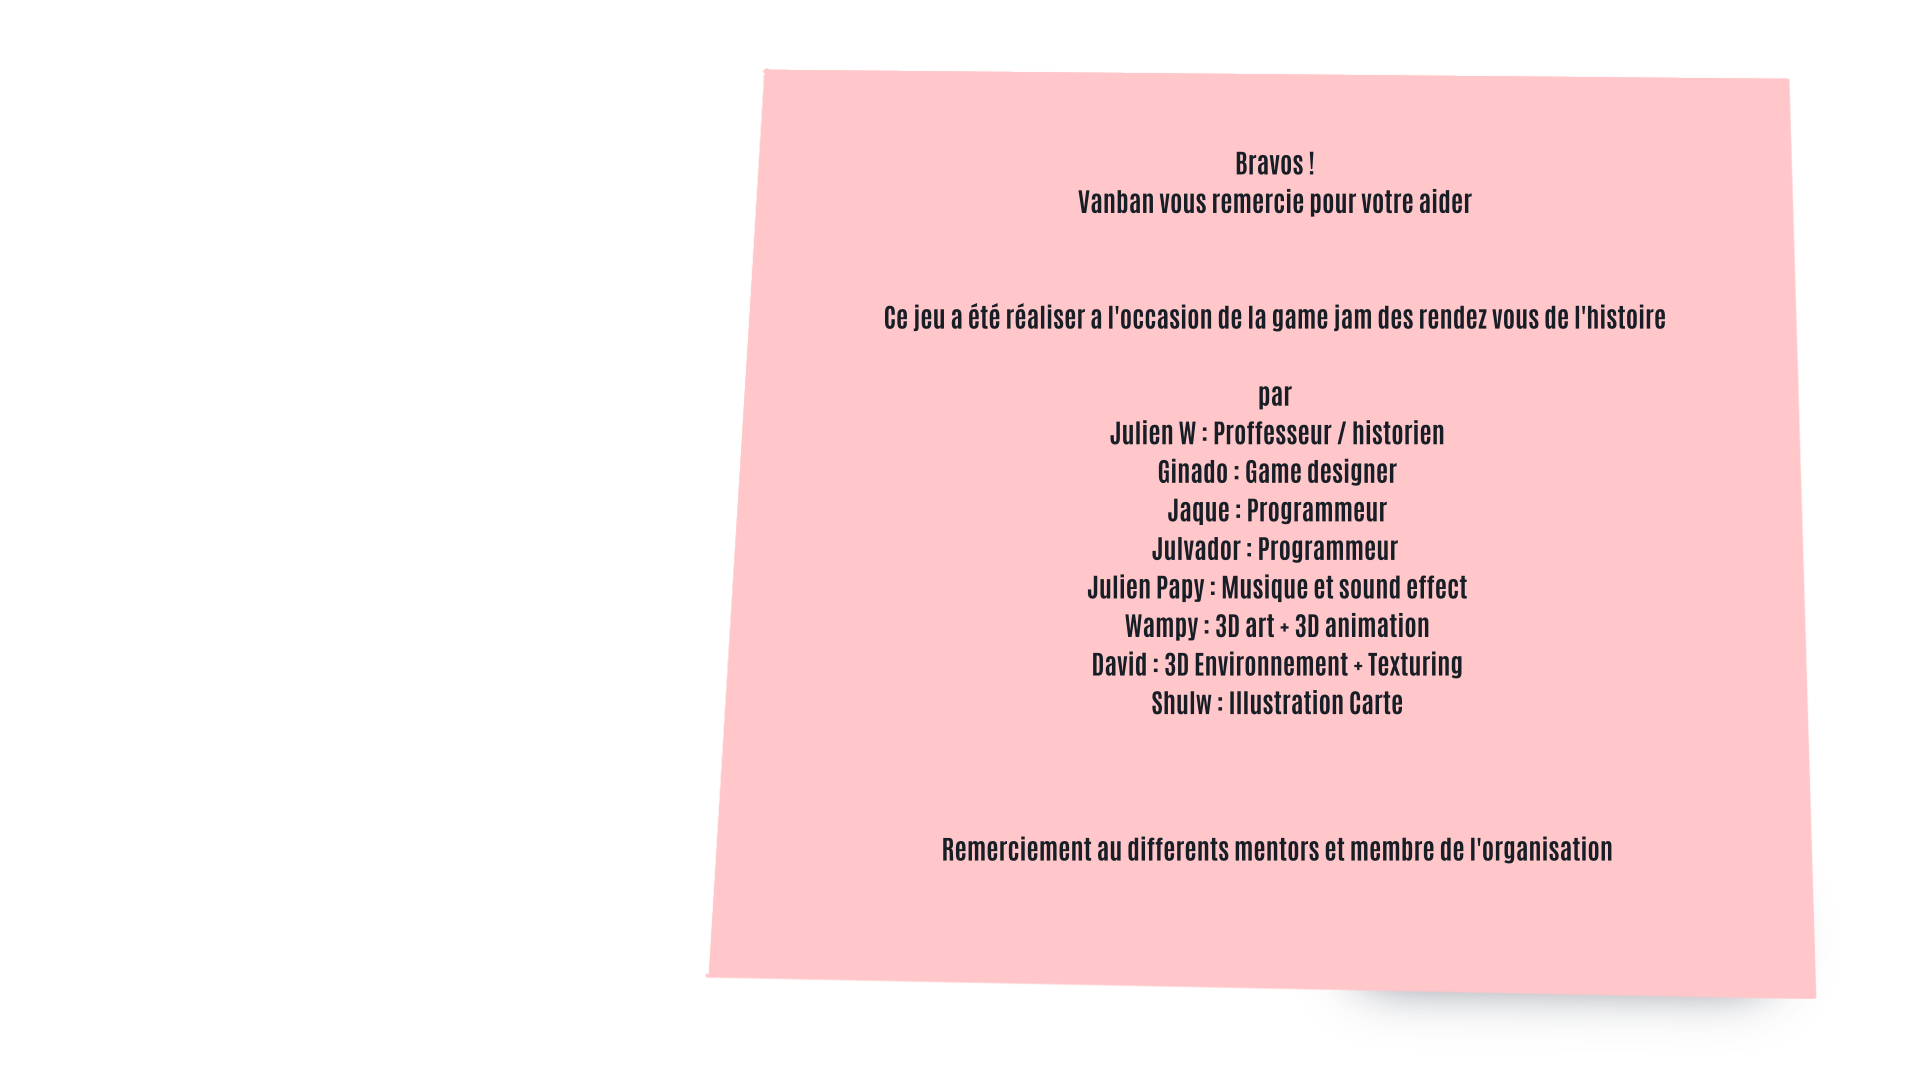 Bravos !
Vanban vous remercie pour votre aider
Ce jeu a été réaliser a l'occasion de la game jam des rendez vous de l'histoire
par
Julien W : Proffesseur / historien
Ginado : Game designer
Jaque : Programmeur
Julvador : Programmeur
Julien Papy : Musique et sound effect
Wampy : 3D art + 3D animation
David : 3D Environnement + Texturing
Shulw : Illustration Carte
Remerciement au differents mentors et membre de l'organisation